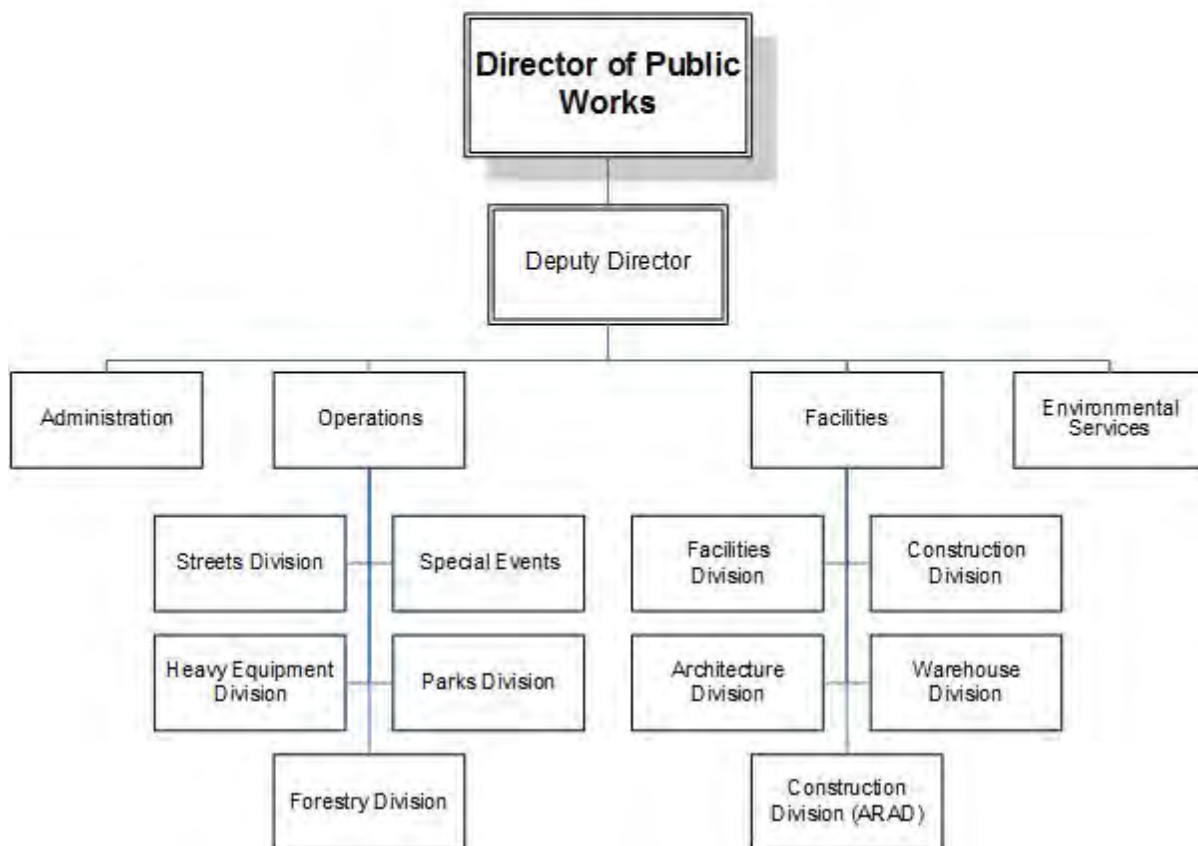 Director of Public
Works
Deputy Director
Administration
Operations
Facilities
Environmental
Services
Streets Division
Special Events
Facilities
Division
Construction
Division
Heavy Equipment
Division
Parks Division
Architecture
Division
Warehouse
Division
Forestry Division
Construction
Division (ARAD)